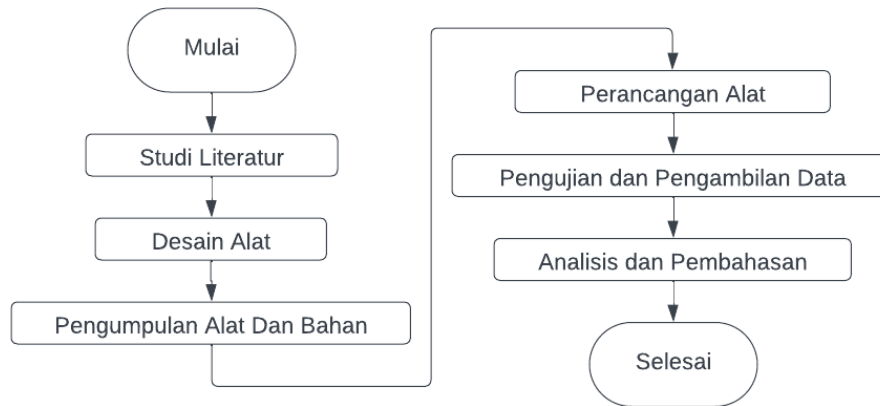 Mulai
Studi Literatur
Desain Alat
Pengumpulan Alat Dan Bahan
Perancangan Alat
Pengujian dan Pengambilan Data
Analisis dan Pembahasan
Selesai